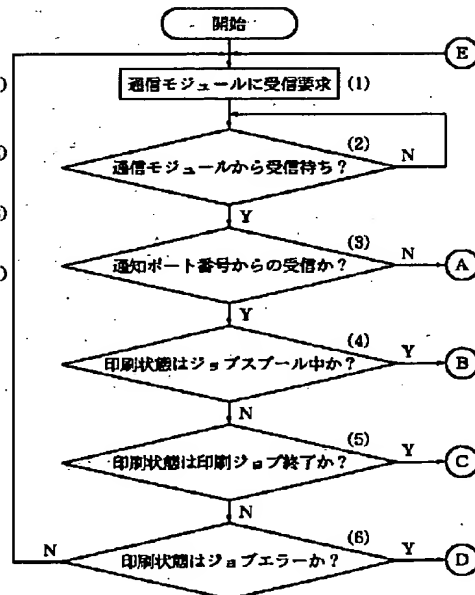 開始
E
通信モジュールに受信要求 (1)
(2)
通信モジュールから受信待ち? N
Y
(3)
通知ポート番号からの受信か? N A
Y
(4)
印刷状態はジョブスプール中か? Y B
N
(5)
印刷状態は印刷ジョブ終了か? Y C
N
(6)
N 印刷状態はジョブエラーか? Y D